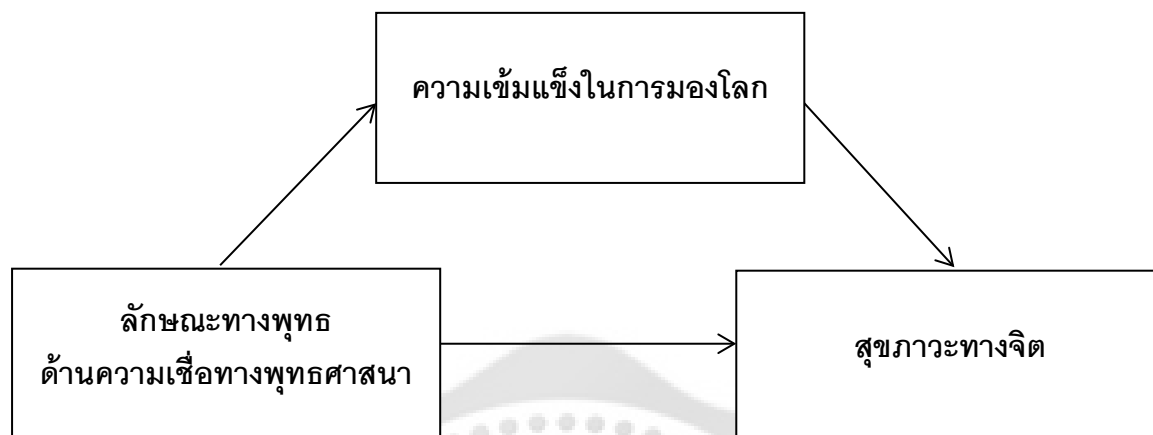 ความเข้มแข็งในการมองโลก
ลักษณะทางพุทธ
ด้านความเชื่อทางพุทธศาสนา
สุขภาวะทางจิต